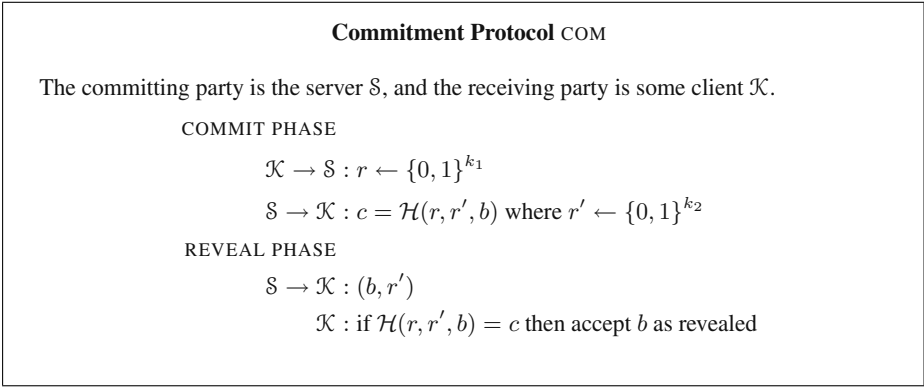 Commitment Protocol COM
The committing party is the server 𝒮, and the receiving party is some client 𝒦.
COMMIT PHASE
𝒦 → 𝒮 : r ← {0, 1}^{k_1}
𝒮 → 𝒦 : c = ℋ(r, r′, b) where r′ ← {0, 1}^{k_2}
REVEAL PHASE
𝒮 → 𝒦 : (b, r′)
𝒦 : if ℋ(r, r′, b) = c then accept b as revealed